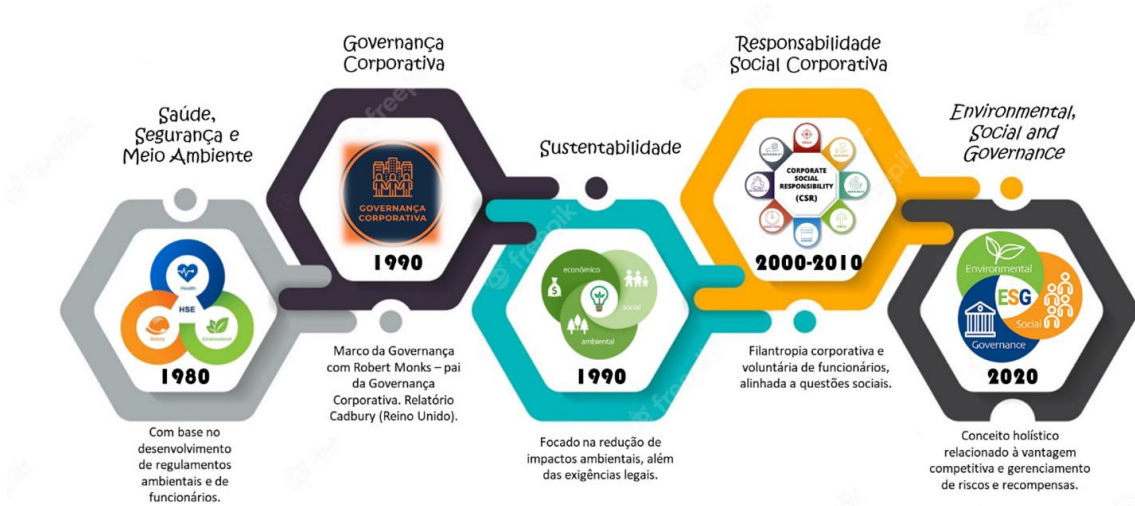 Saúde,
Segurança e
Meio Ambiente
Health
HSE
Safety
Environment
1980
Com base no
desenvolvimento
de regulamentos
ambientais e de
funcionários.
Governança
Corporativa
GOVERNANÇA
CORPORATIVA
1990
Marco da Governança
com Robert Monks – pai
da Governança
Corporativa. Relatório
Cadbury (Reino Unido).
Sustentabilidade
econômico
social
ambiental
1990
Focado na redução de
impactos ambientais, além
das exigências legais.
Responsabilidade
Social Corporativa
CORPORATE
SOCIAL
RESPONSIBILITY
(CSR)
2000-2010
Filantropia corporativa e
voluntária de funcionários,
alinhada a questões sociais.
Environmental,
Social and
Governance
Environmental
ESG
Social
Governance
2020
Conceito holístico
relacionado à vantagem
competitiva e gerenciamento
de riscos e recompensas.
freepik
freepik
freepik